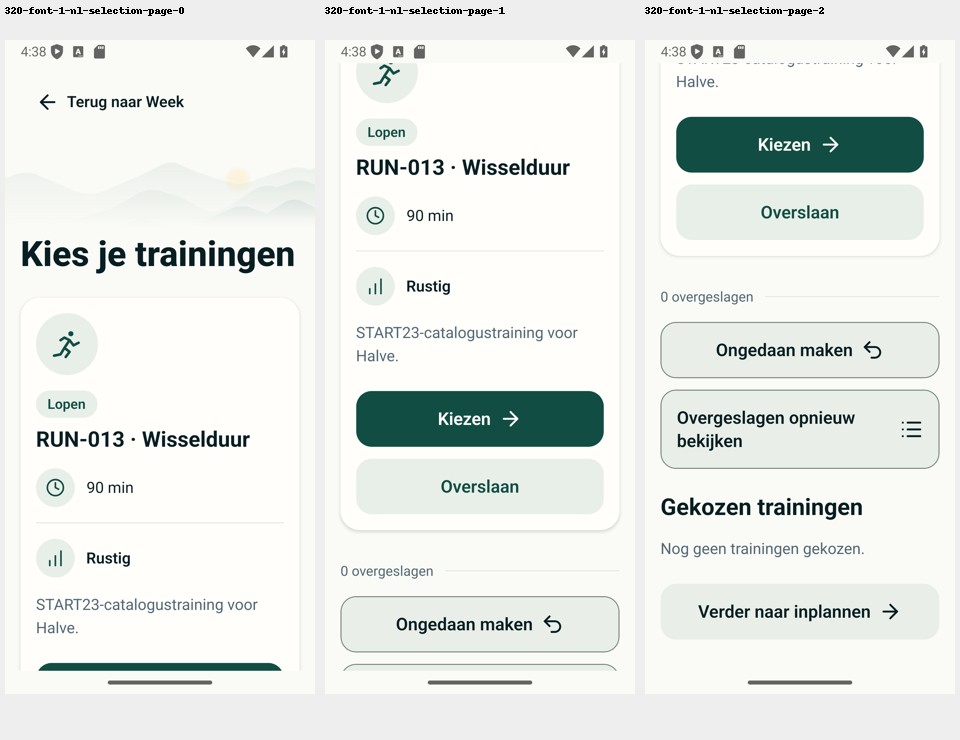 320-font-1-nl-selection-page-0
4:38
Terug naar Week
Kies je trainingen
Lopen
RUN-013 · Wisselduur
90 min
Rustig
START23-catalogustraining voor
Halve.
320-font-1-nl-selection-page-1
4:38
Lopen
RUN-013 · Wisselduur
90 min
Rustig
START23-catalogustraining voor
Halve.
Kiezen
Overslaan
0 overgeslagen
Ongedaan maken
320-font-1-nl-selection-page-2
4:38
START23-catalogustraining voor
Halve.
Kiezen
Overslaan
0 overgeslagen
Ongedaan maken
Overgeslagen opnieuw
bekijken
Gekozen trainingen
Nog geen trainingen gekozen.
Verder naar inplannen